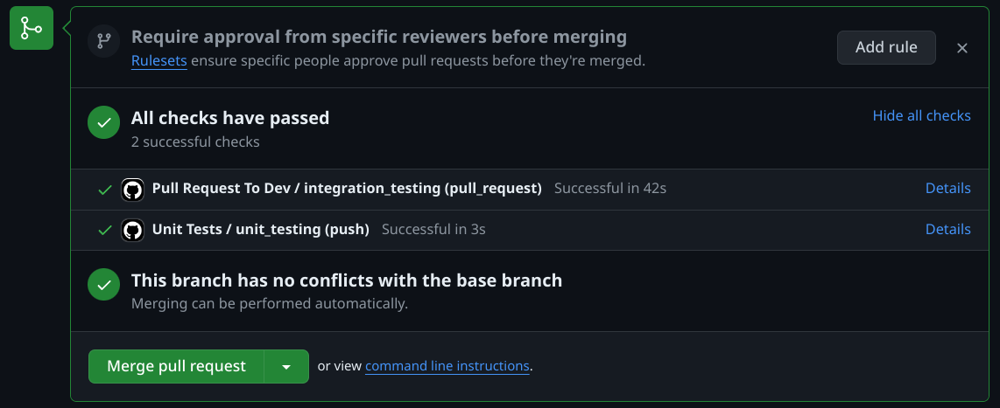 Require approval from specific reviewers before merging
Rulesets ensure specific people approve pull requests before they're merged.
Add rule
All checks have passed
2 successful checks
Hide all checks
Pull Request To Dev / integration_testing (pull_request) Successful in 42s Details
Unit Tests / unit_testing (push) Successful in 3s Details
This branch has no conflicts with the base branch
Merging can be performed automatically.
Merge pull request or view command line instructions.